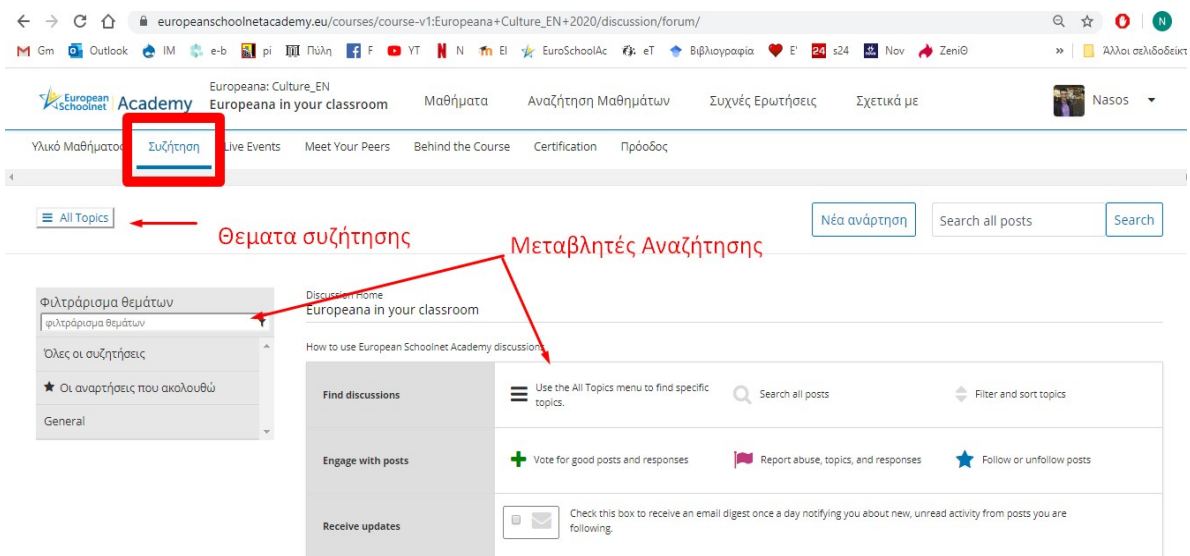 europeanschoolnetacademy.eu/courses/course-v1:Europeana+Culture_EN+2020/discussion/forum/
N
Gm Outlook IM e-b pi Πύλη F YT N El EuroSchoolAc eT Βιβλιογραφία E' 24 s24 Nov ZeniΘ » Άλλοι σελιδοδείκτ
European Schoolnet Academy
Europeana: Culture_EN
Europeana in your classroom
Μαθήματα Αναζήτηση Μαθημάτων Συχνές Ερωτήσεις Σχετικά με Nasos
Υλικό Μαθήματος Συζήτηση Live Events Meet Your Peers Behind the Course Certification Πρόοδος
All Topics
Θεματα συζήτησης
Μεταβλητές Αναζήτησης
Νέα ανάρτηση
Search all posts
Search
Φιλτράρισμα θεμάτων
φιλτράρισμα θεμάτων
Όλες οι συζητήσεις
Οι αναρτήσεις που ακολουθώ
General
Discussion Home
Europeana in your classroom
How to use European Schoolnet Academy discussions
Find discussions
Use the All Topics menu to find specific
topics.
Search all posts
Filter and sort topics
Engage with posts
Vote for good posts and responses
Report abuse, topics, and responses
Follow or unfollow posts
Receive updates
Check this box to receive an email digest once a day notifying you about new, unread activity from posts you are
following.